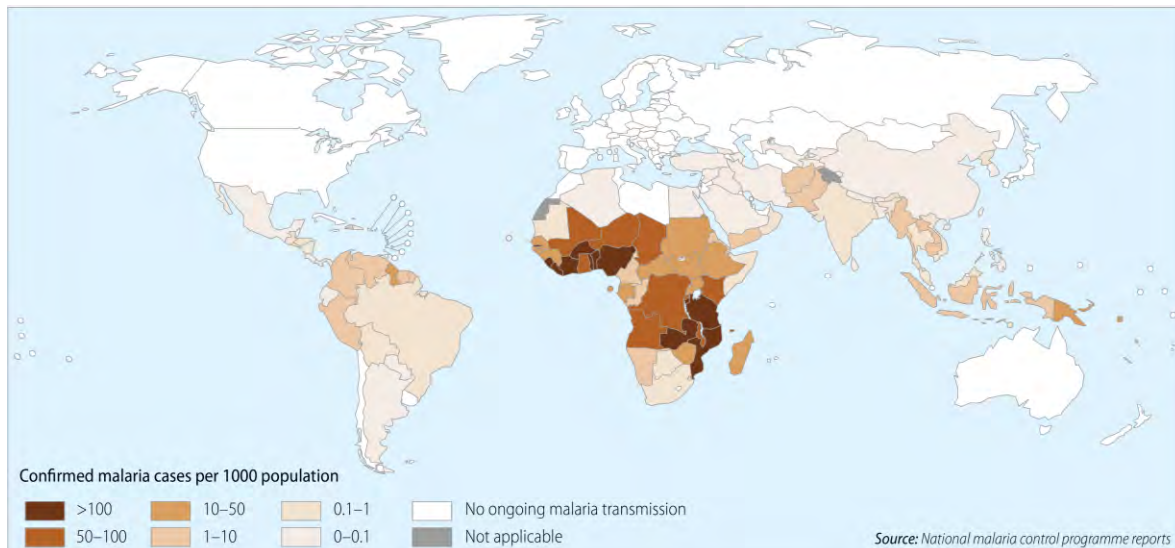 Confirmed malaria cases per 1000 population
>100
10–50
0.1–1
No ongoing malaria transmission
50–100
1–10
0–0.1
Not applicable
Source: National malaria control programme reports